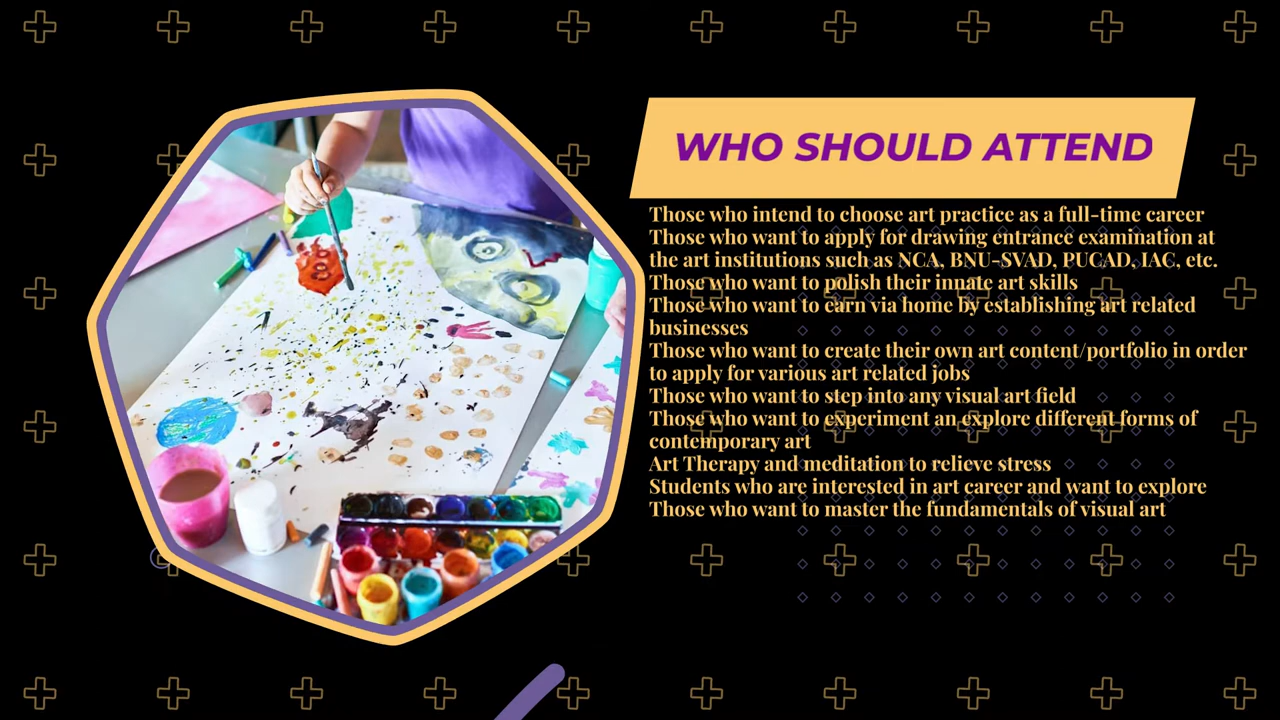 WHO SHOULD ATTEND
Those who intend to choose art practice as a full-time career
Those who want to apply for drawing entrance examination at
the art institutions such as NCA, BNU-SVAD, PUCAD, IAC, etc.
Those who want to polish their innate art skills
Those who want to earn via home by establishing art related
businesses
Those who want to create their own art content/portfolio in order
to apply for various art related jobs
Those who want to step into any visual art field
Those who want to experiment an explore different forms of
contemporary art
Art Therapy and meditation to relieve stress
Students who are interested in art career and want to explore
Those who want to master the fundamentals of visual art